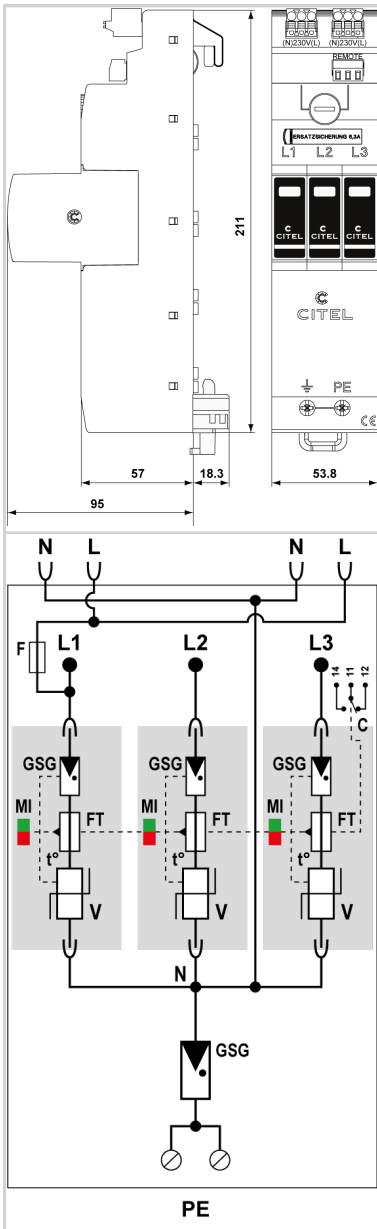 (N)230V(L) (N)230V(L)
REMOTE
ERSATZSICHERUNG 6,3A
L1 L2 L3
C C C
CITEL CITEL CITEL
C
C
CITEL
PE
CE
211
57 18.3
95
53.8
N L N L
F
L1 L2 L3
14 11 12
C
GSG GSG GSG
MI MI MI
FT FT FT
t° t° t°
V V V
N
GSG
PE